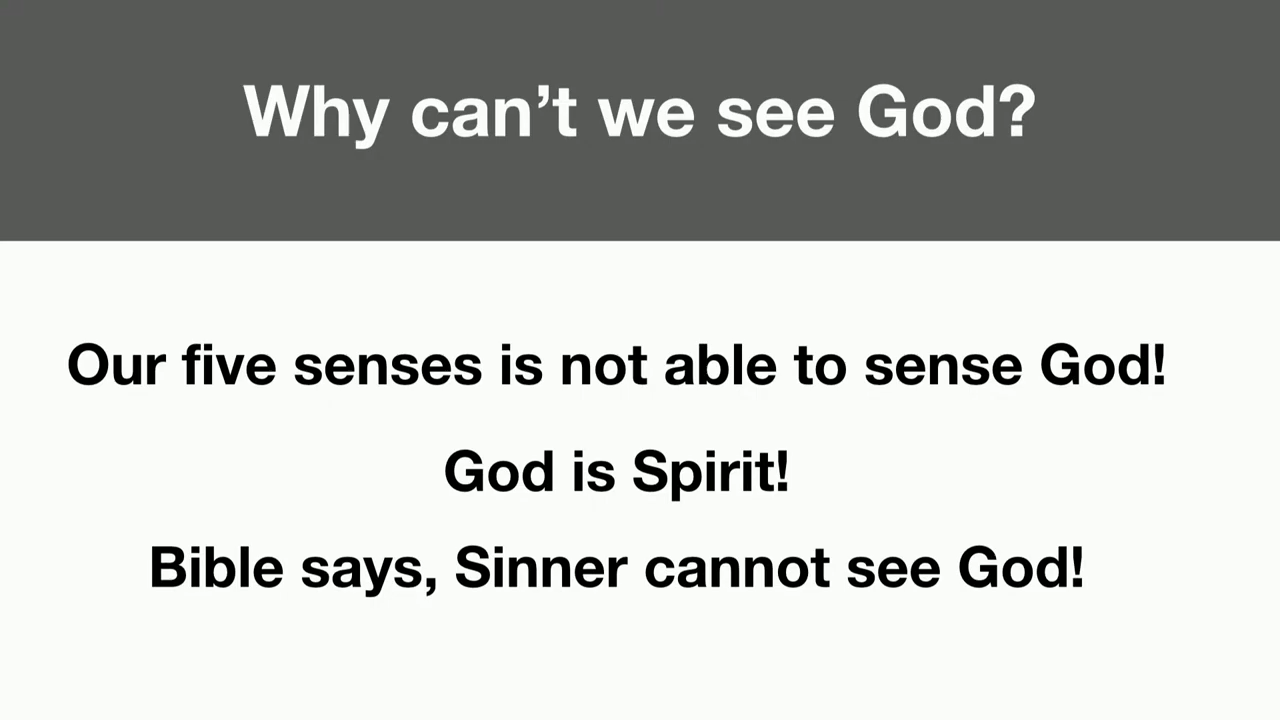 Why can’t we see God?
Our five senses is not able to sense God!
God is Spirit!
Bible says, Sinner cannot see God!